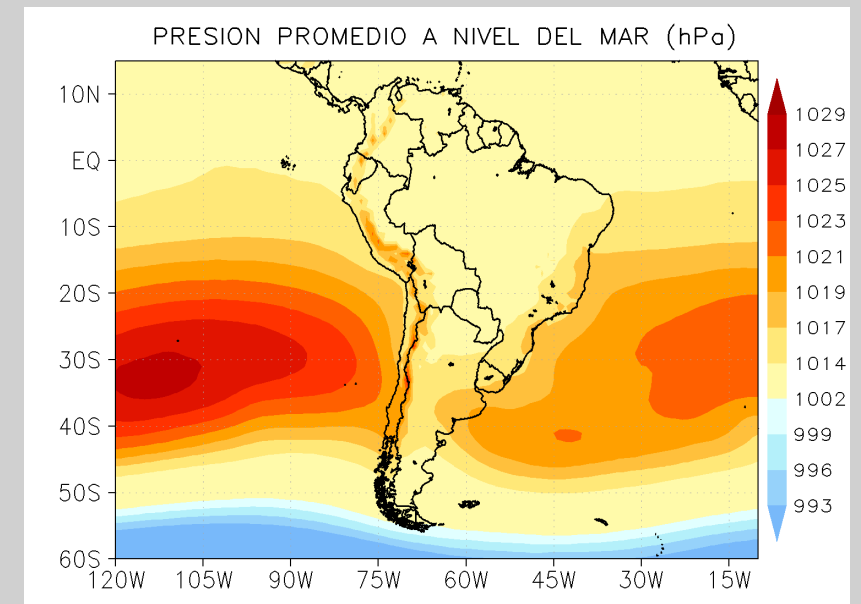 PRESION PROMEDIO A NIVEL DEL MAR (hPa)
10N
EQ
10S
20S
30S
40S
50S
60S
120W 105W 90W 75W 60W 45W 30W 15W
1029
1027
1025
1023
1021
1019
1017
1014
1002
999
996
993